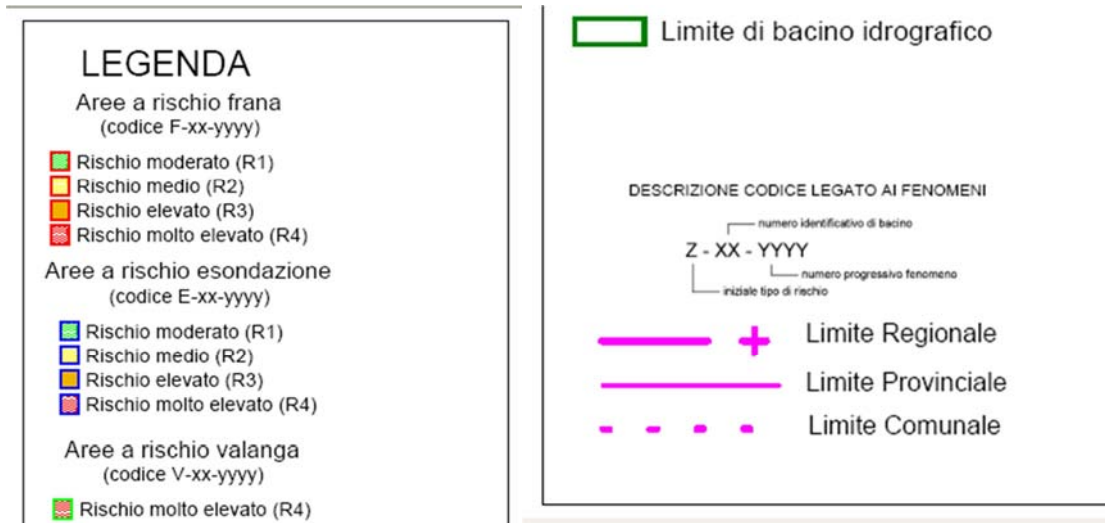 LEGENDA
Aree a rischio frana
(codice F-xx-yyyy)
Rischio moderato (R1)
Rischio medio (R2)
Rischio elevato (R3)
Rischio molto elevato (R4)
Aree a rischio esondazione
(codice E-xx-yyyy)
Rischio moderato (R1)
Rischio medio (R2)
Rischio elevato (R3)
Rischio molto elevato (R4)
Aree a rischio valanga
(codice V-xx-yyyy)
Rischio molto elevato (R4)
Limite di bacino idrografico
DESCRIZIONE CODICE LEGATO AI FENOMENI
numero identificativo di bacino
Z - XX - YYYY
numero progressivo fenomeno
iniziale tipo di rischio
Limite Regionale
Limite Provinciale
Limite Comunale